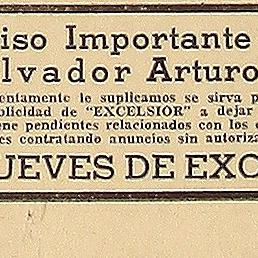 iso Importante
lvador Arturo
entamente le suplicamos se sirva p
blicidad de "EXCELSIOR" a dejar
ene pendientes relacionados con los
es contratando anuncios sin autoriza
UEVES DE EXC